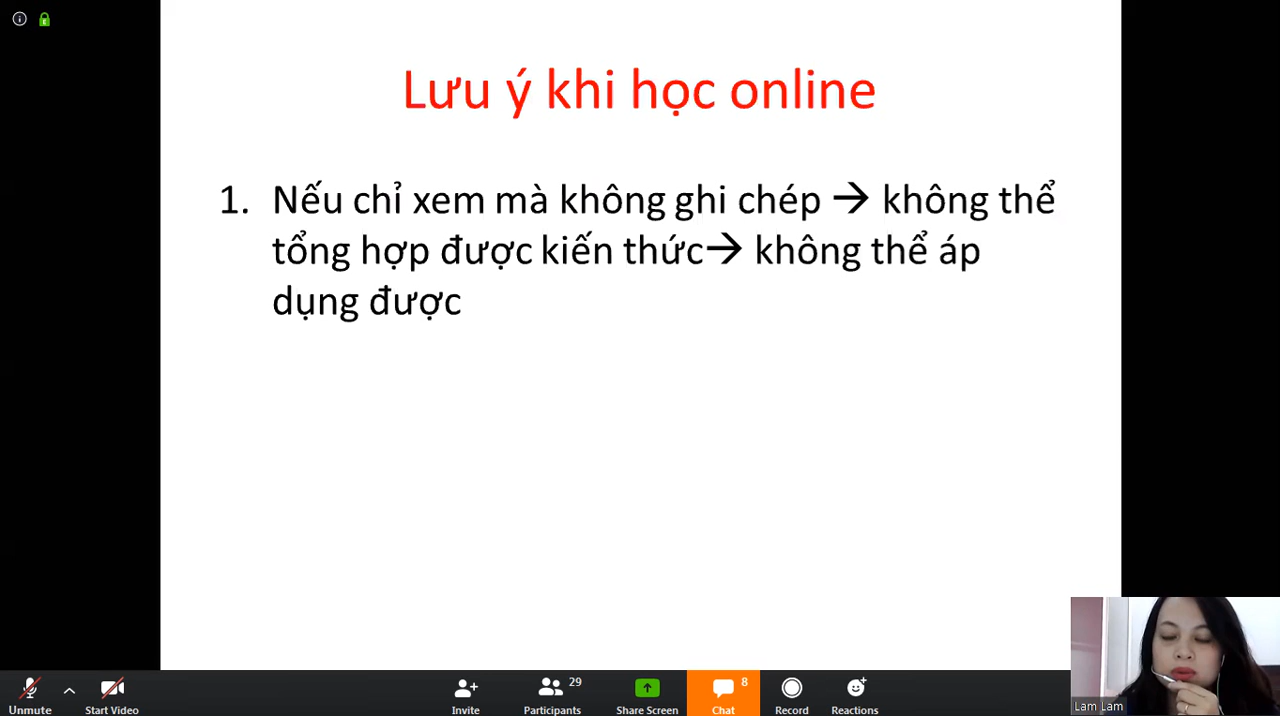 Lưu ý khi học online
1. Nếu chỉ xem mà không ghi chép → không thể
tổng hợp được kiến thức→ không thể áp
dụng được
Lam Lam
29
8
Unmute
Start Video
Invite
Participants
Share Screen
Chat
Record
Reactions